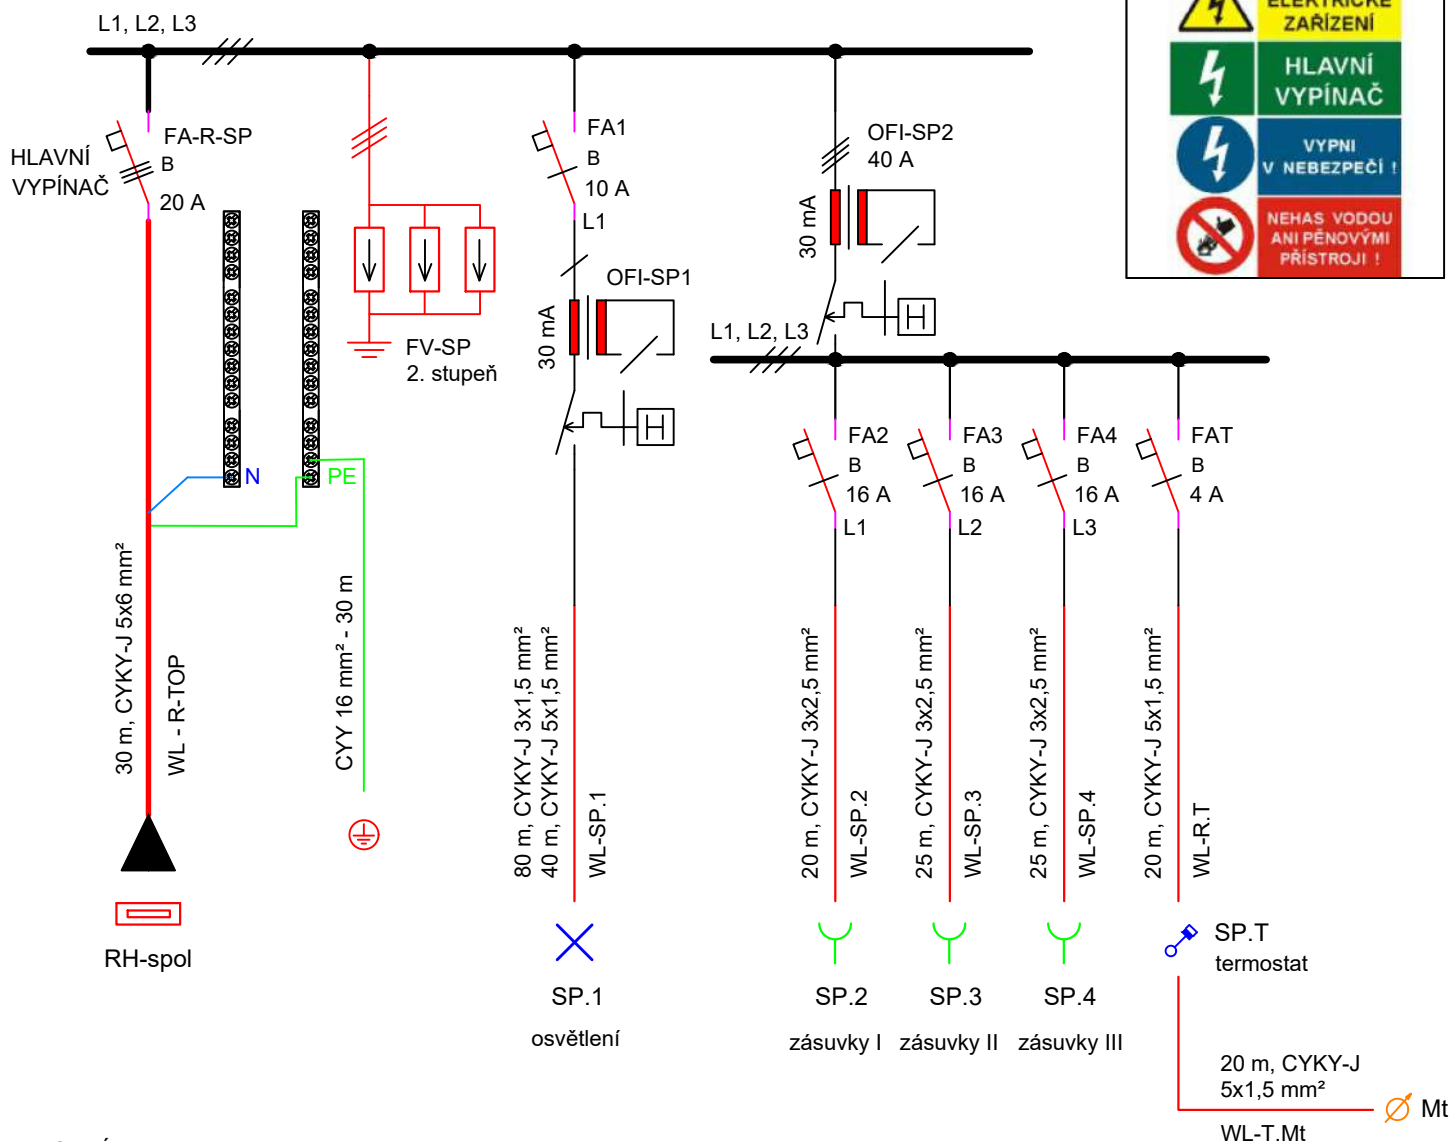 L1, L2, L3
ELEKTRICKÉ
ZAŘÍZENÍ
HLAVNÍ
VYPÍNAČ
VYPNI
V NEBEZPEČÍ !
NEHAS VODOU
ANI PĚNOVÝMI
PŘÍSTROJI !
HLAVNÍ
VYPÍNAČ
FA-R-SP
B
20 A
FA1
B
10 A
L1
OFI-SP1
30 mA
H
OFI-SP2
40 A
30 mA
H
FV-SP
2. stupeň
L1, L2, L3
N
PE
FA2
B
16 A
L1
FA3
B
16 A
L2
FA4
B
16 A
L3
FAT
B
4 A
30 m, CYKY-J 5x6 mm²
WL - R-TOP
CYY 16 mm² - 30 m
80 m, CYKY-J 3x1,5 mm²
40 m, CYKY-J 5x1,5 mm²
WL-SP.1
20 m, CYKY-J 3x2,5 mm²
WL-SP.2
25 m, CYKY-J 3x2,5 mm²
WL-SP.3
25 m, CYKY-J 3x2,5 mm²
WL-SP.4
20 m, CYKY-J 5x1,5 mm²
WL-R.T
RH-spol
SP.1
osvětlení
SP.2
zásuvky I
SP.3
zásuvky II
SP.4
zásuvky III
SP.T
termostat
20 m, CYKY-J
5x1,5 mm²
WL-T.Mt
Mt